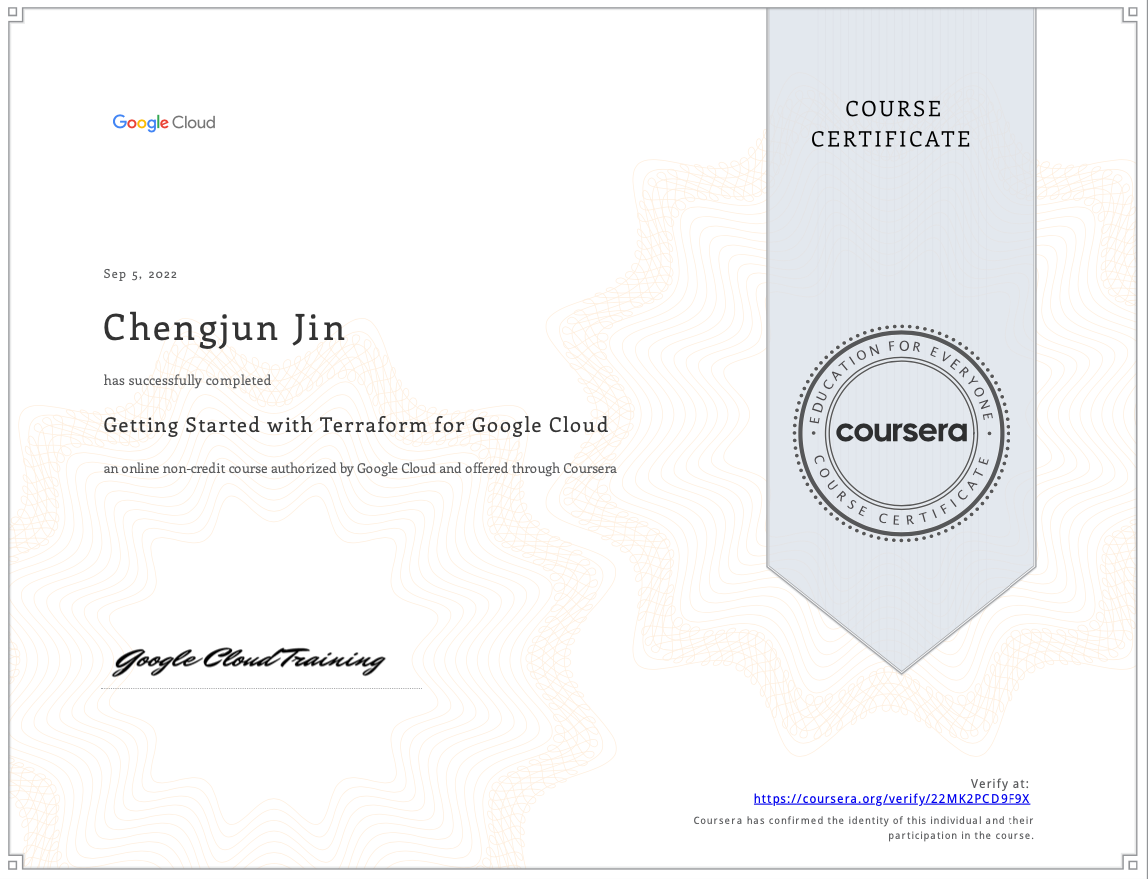 Google Cloud
COURSE
CERTIFICATE
Sep 5, 2022
Chengjun Jin
has successfully completed
Getting Started with Terraform for Google Cloud
an online non-credit course authorized by Google Cloud and offered through Coursera
EDUCATION FOR EVERYONE
coursera
COURSE CERTIFICATE
Google Cloud Training
Verify at:
https://coursera.org/verify/22MK2PCD9F9X
Coursera has confirmed the identity of this individual and their
participation in the course.